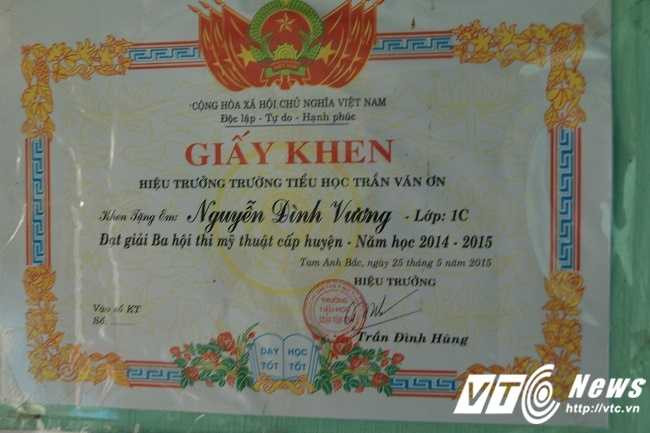 CỘNG HÒA XÃ HỘI CHỦ NGHĨA VIỆT NAM
Độc lập - Tự do - Hạnh phúc
GIẤY KHEN
HIỆU TRƯỞNG TRƯỜNG TIỂU HỌC TRẦN VĂN ƠN
Khen Tặng Em: Nguyễn Đình Vương - Lớp: 1C
Đạt giải Ba hội thi mỹ thuật cấp huyện - Năm học 2014 - 2015
Tam Anh Bắc, ngày 25 tháng 5 năm 2015
HIỆU TRƯỞNG
Vào sổ KT
Số:
TRƯỜNG
TIỂU HỌC
Trần Đình Hùng
DẠY TỐT
HỌC TỐT
VTC News
http://vtc.vn